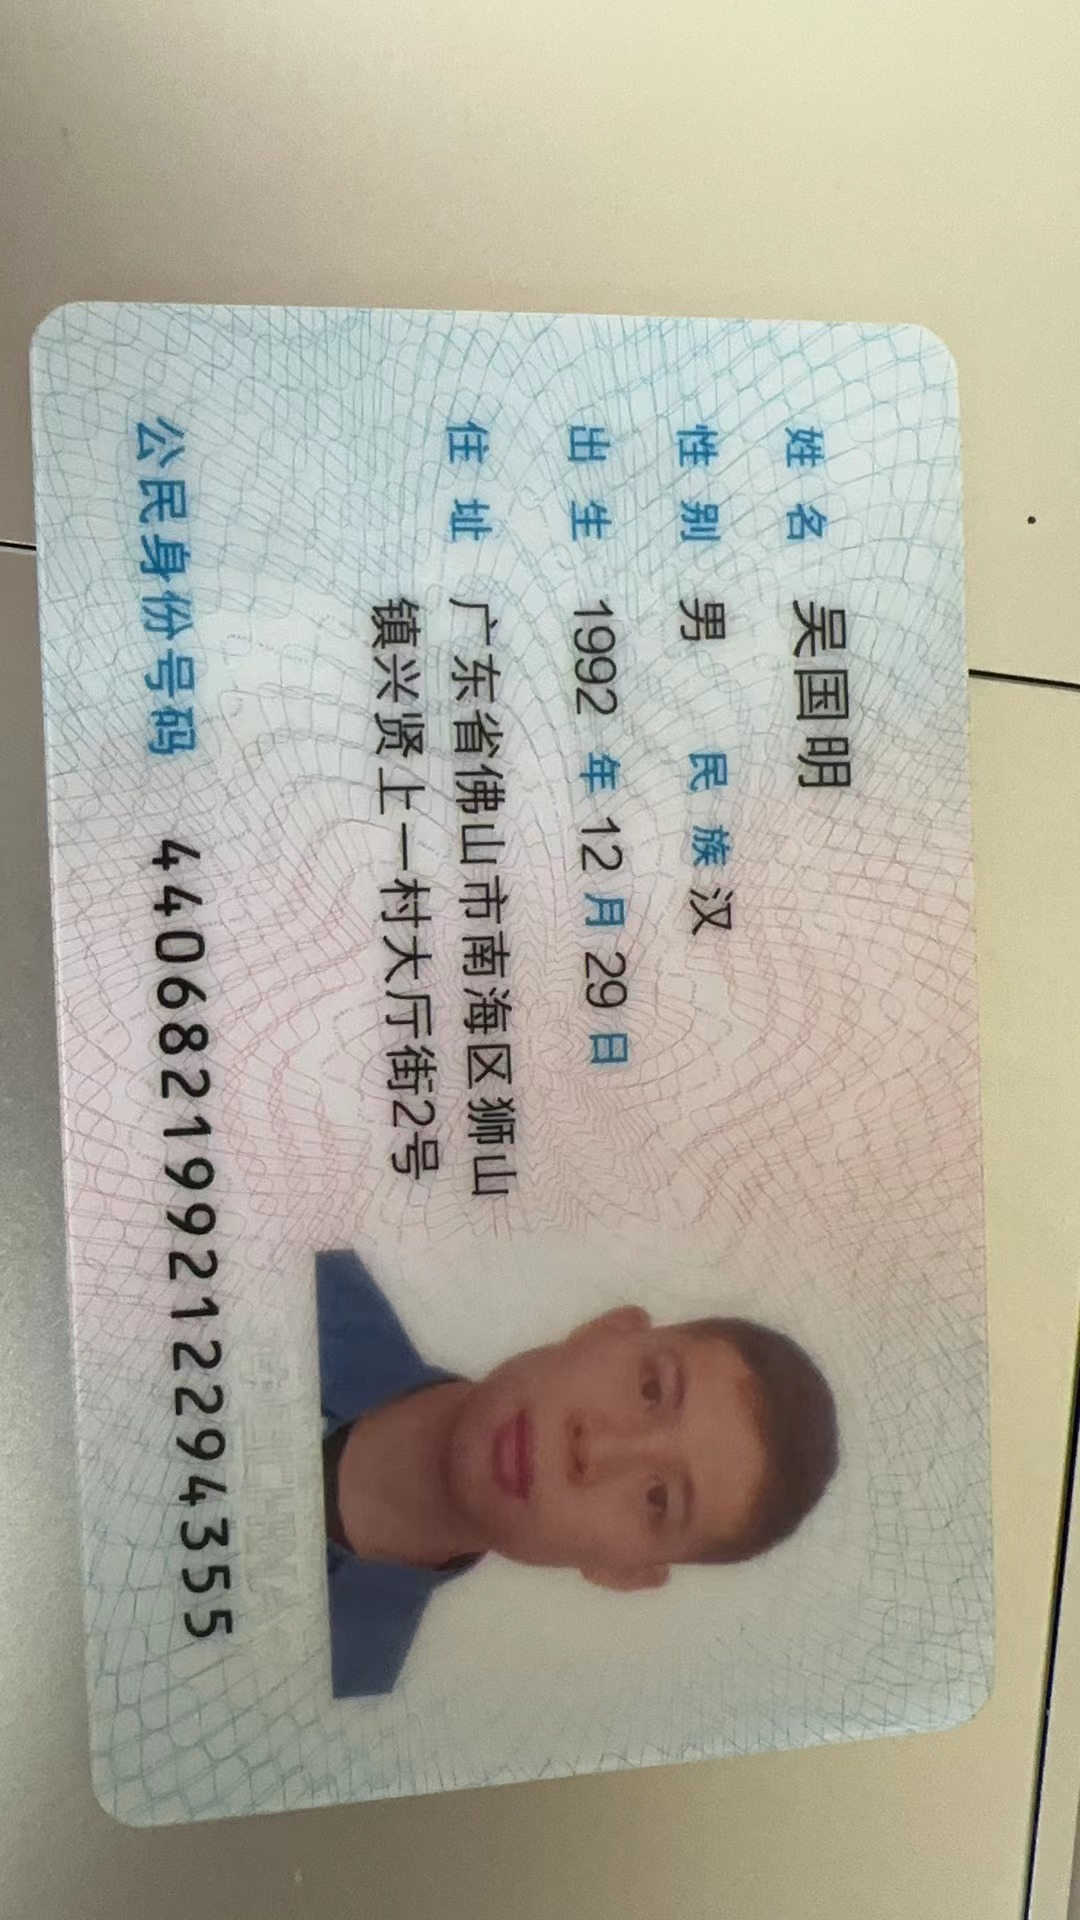 姓名 吴国明
性别 男 民族 汉
出生 1992 年 12 月 29 日
住址 广东省佛山市南海区狮山
镇兴贤上一村大厅街2号
公民身份号码 440682199212294355